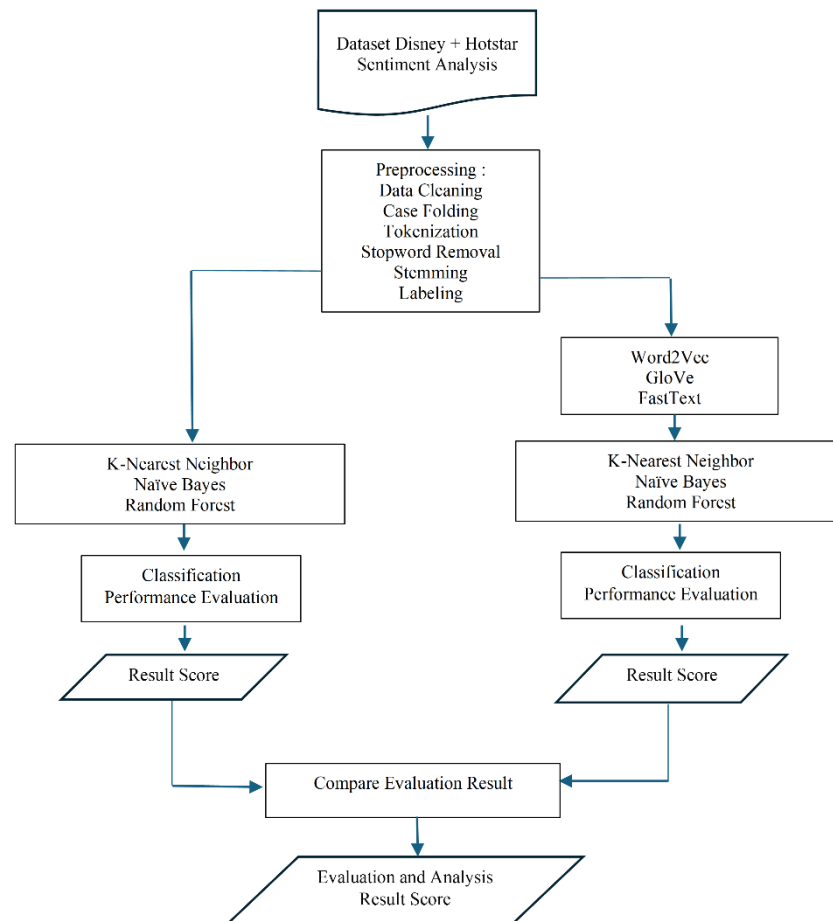 Dataset Disney + Hotstar
Sentiment Analysis
Preprocessing :
Data Cleaning
Case Folding
Tokenization
Stopword Removal
Stemming
Labeling
Word2Vec
GloVe
FastText
K-Nearest Neighbor
Naïve Bayes
Random Forest
K-Nearest Neighbor
Naïve Bayes
Random Forest
Classification
Performance Evaluation
Classification
Performance Evaluation
Result Score
Result Score
Compare Evaluation Result
Evaluation and Analysis
Result Score